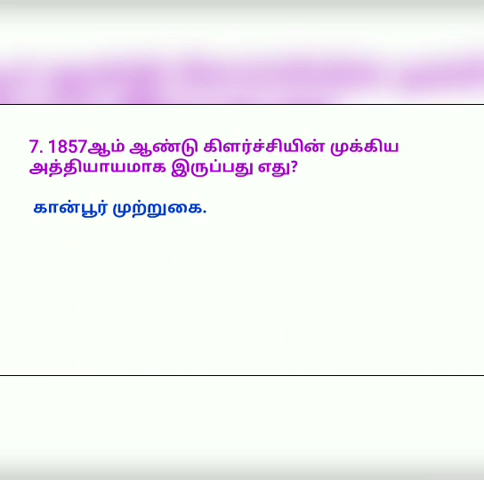 7. 1857ஆம் ஆண்டு கிளர்ச்சியின் முக்கிய
அத்தியாயமாக இருப்பது எது?
கான்பூர் முற்றுகை.